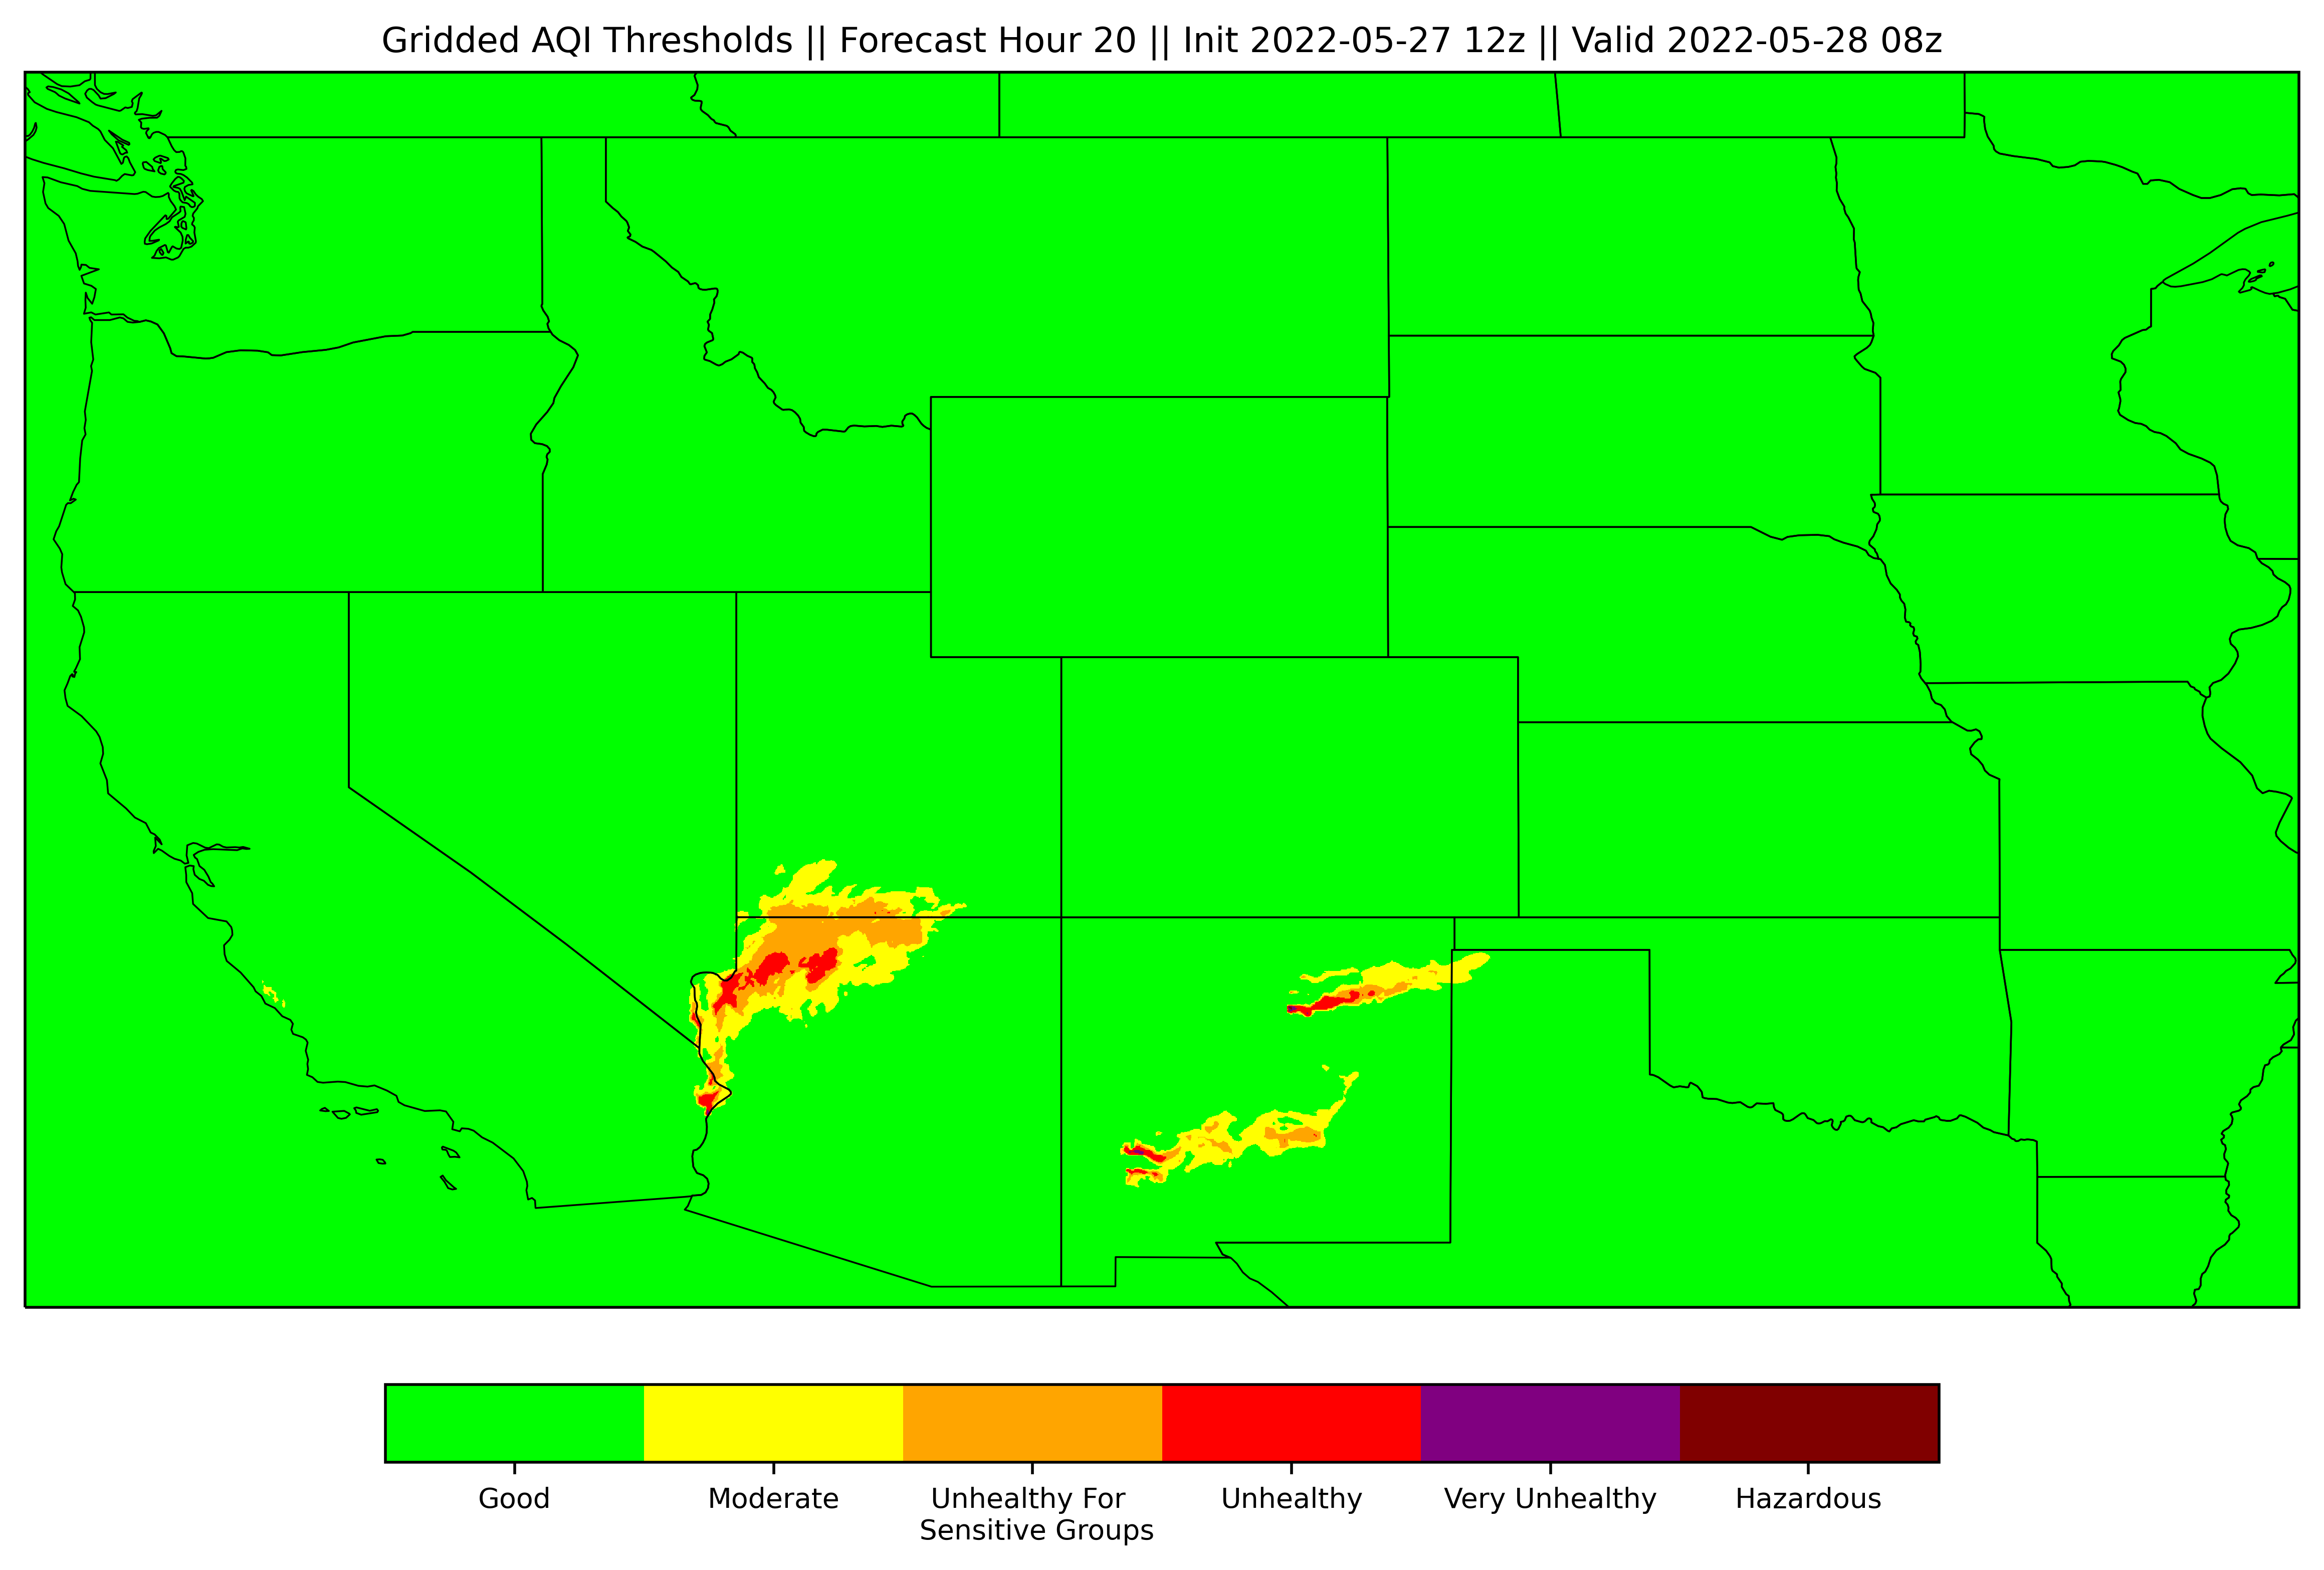 Gridded AQI Thresholds || Forecast Hour 20 || Init 2022-05-27 12z || Valid 2022-05-28 08z
Good
Moderate
Unhealthy For
Sensitive Groups
Unhealthy
Very Unhealthy
Hazardous